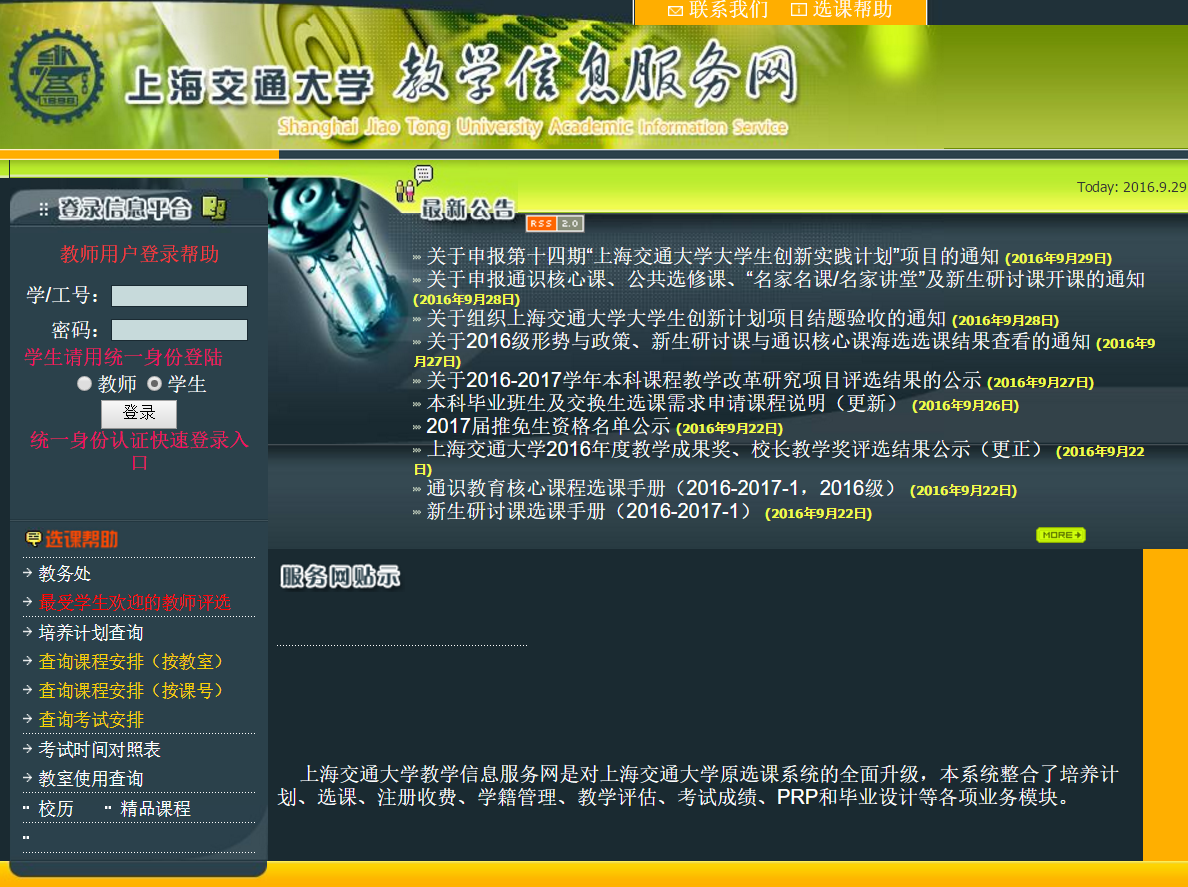 联系我们 选课帮助
上海交通大学 教学信息服务网
1896
Shanghai Jiao Tong University Academic Information Service
Today: 2016.9.29
登录信息平台
最新公告
RSS 2.0
教师用户登录帮助
学/工号：
密码：
学生请用统一身份登陆
教师 学生
登录
统一身份认证快速登录入
口
关于申报第十四期“上海交通大学大学生创新实践计划”项目的通知 (2016年9月29日)
关于申报通识核心课、公共选修课、“名家名课/名家讲堂”及新生研讨课开课的通知
(2016年9月28日)
关于组织上海交通大学大学生创新计划项目结题验收的通知 (2016年9月28日)
关于2016级形势与政策、新生研讨课与通识核心课海选选课结果查看的通知 (2016年9
月27日)
关于2016-2017学年本科课程教学改革研究项目评选结果的公示 (2016年9月27日)
本科毕业班生及交换生选课需求申请课程说明（更新） (2016年9月26日)
2017届推免生资格名单公示 (2016年9月22日)
上海交通大学2016年度教学成果奖、校长教学奖评选结果公示（更正） (2016年9月22
日)
通识教育核心课程选课手册（2016-2017-1，2016级） (2016年9月22日)
新生研讨课选课手册（2016-2017-1） (2016年9月22日)
MORE
选课帮助
教务处
最受学生欢迎的教师评选
培养计划查询
查询课程安排（按教室）
查询课程安排（按课号）
查询考试安排
考试时间对照表
教室使用查询
校历 精品课程
服务网贴示
上海交通大学教学信息服务网是对上海交通大学原选课系统的全面升级，本系统整合了培养计
划、选课、注册收费、学籍管理、教学评估、考试成绩、PRP和毕业设计等各项业务模块。